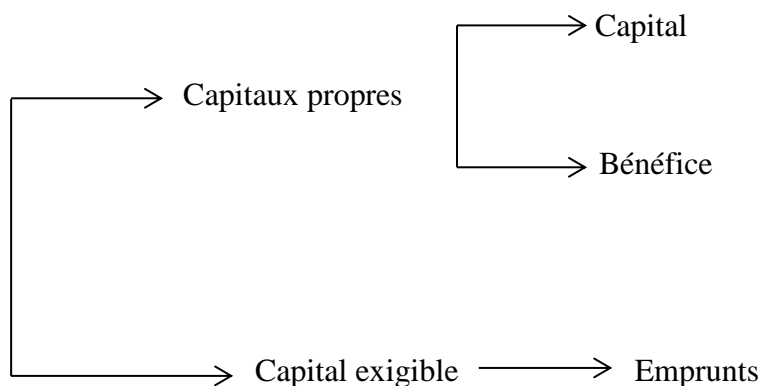 Capital
Capitaux propres
Bénéfice
Capital exigible
Emprunts